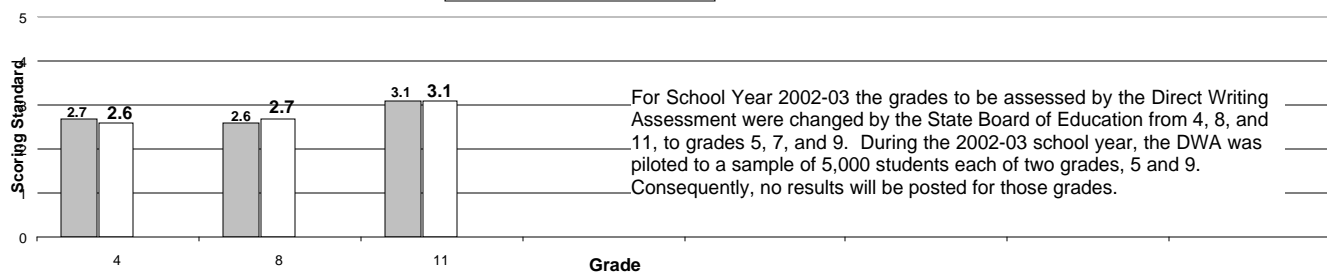 5
4
3
2
1
0
Scoring Standard
2.7 2.6
2.6 2.7
3.1 3.1
4 8 11
Grade
For School Year 2002-03 the grades to be assessed by the Direct Writing
Assessment were changed by the State Board of Education from 4, 8, and
11, to grades 5, 7, and 9. During the 2002-03 school year, the DWA was
piloted to a sample of 5,000 students each of two grades, 5 and 9.
Consequently, no results will be posted for those grades.